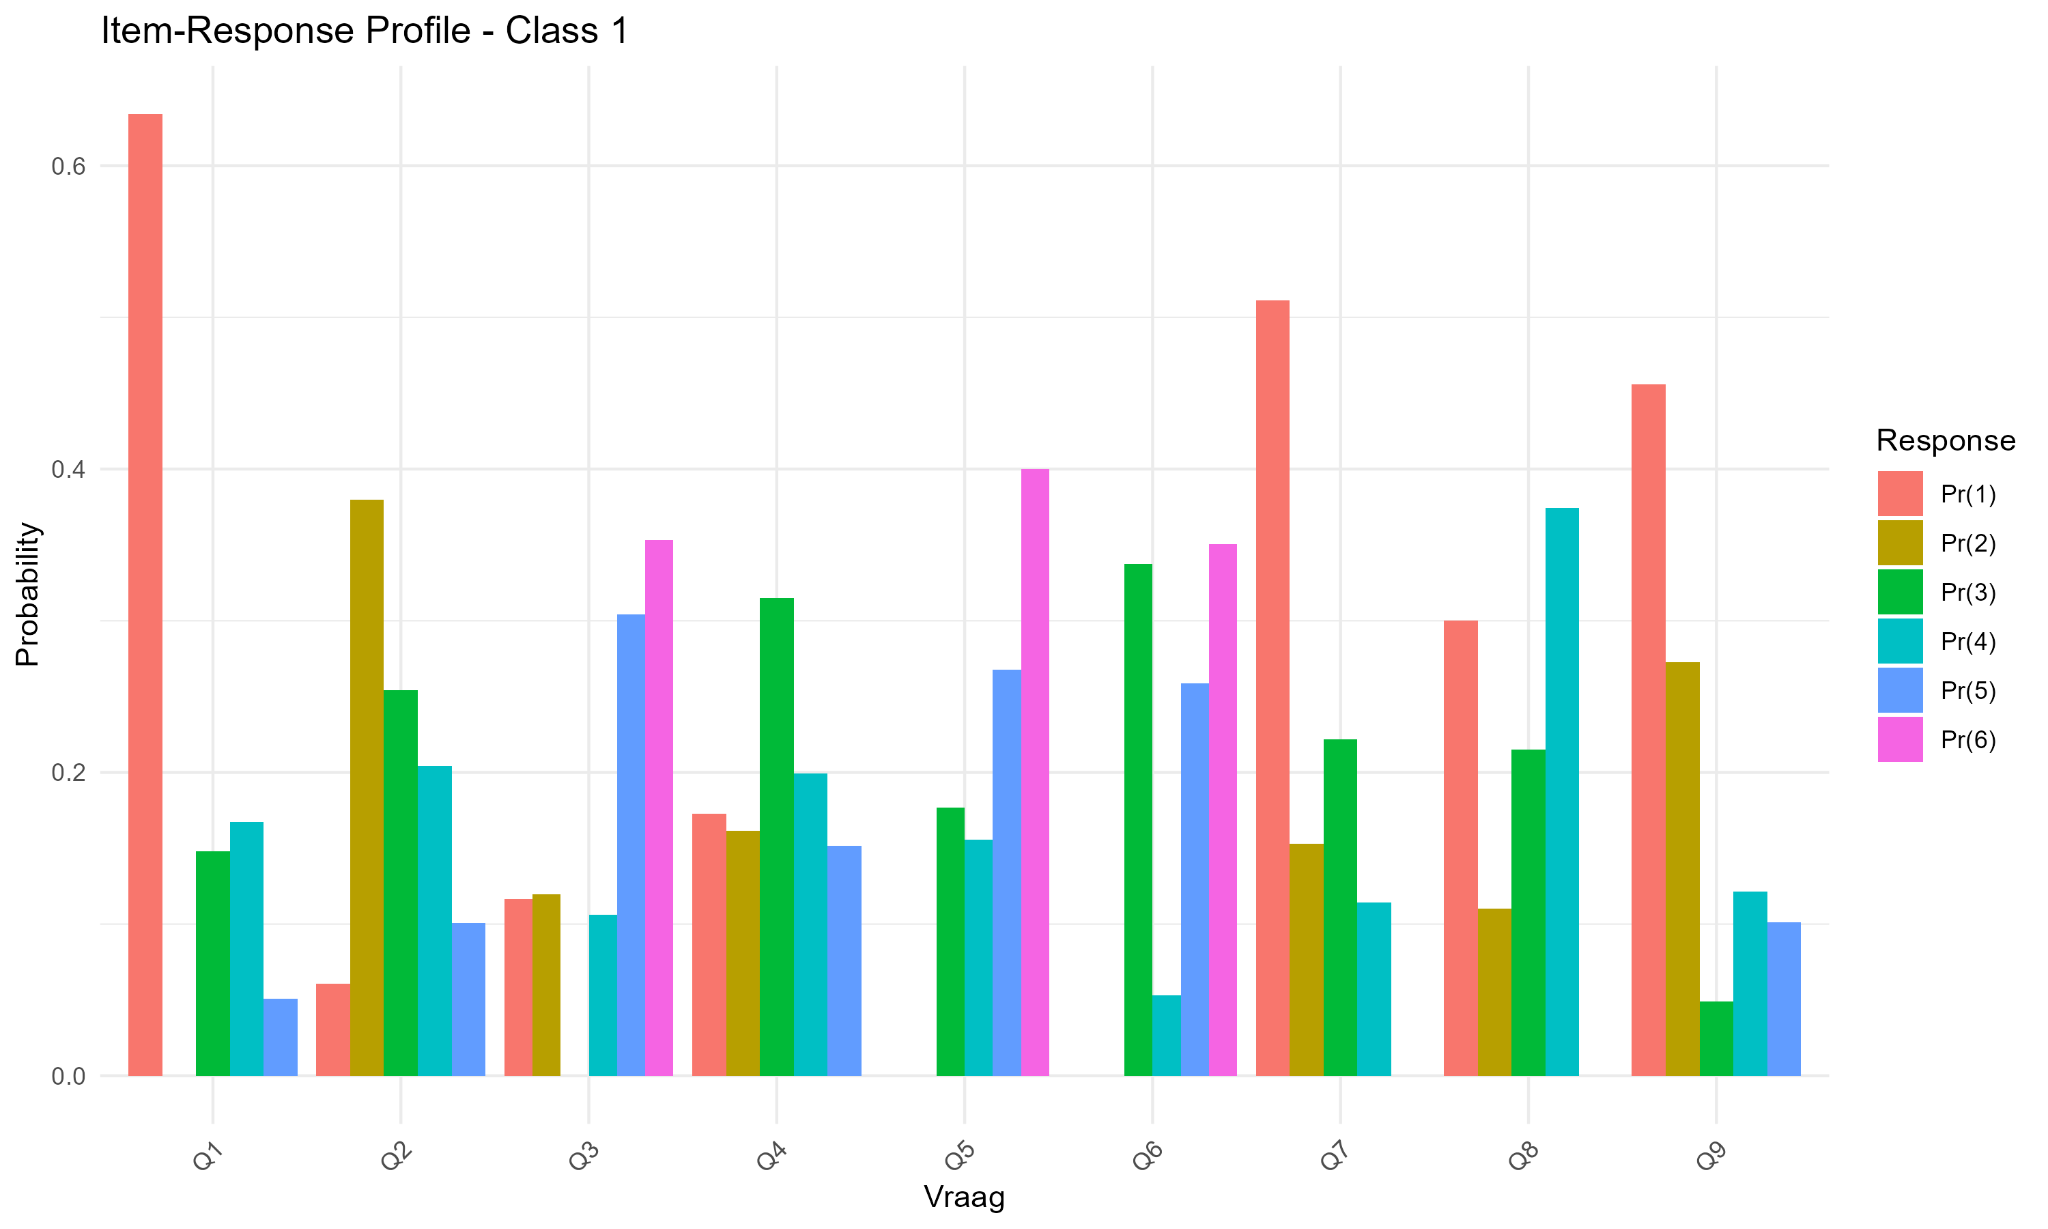 Item-Response Profile - Class 1
Probability
0.6
0.4
0.2
0.0
Q1
Q2
Q3
Q4
Q5
Q6
Q7
Q8
Q9
Vraag
Response
Pr(1)
Pr(2)
Pr(3)
Pr(4)
Pr(5)
Pr(6)